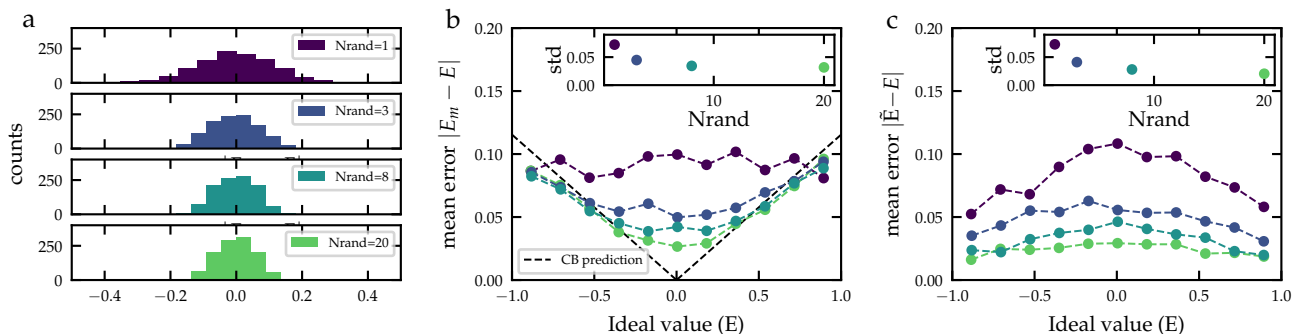 a
Nrand=1
250
0
Nrand=3
250
0
Nrand=8
250
0
Nrand=20
250
0
counts
−0.4 −0.2 0.0 0.2 0.4
b
mean error |Eₘ − E|
0.20
0.15
0.10
0.05
0.00
std
0.05
0.00
10 20
Nrand
CB prediction
−1.0 −0.5 0.0 0.5 1.0
Ideal value (E)
c
mean error |Ẽ − E|
0.20
0.15
0.10
0.05
0.00
std
0.05
0.00
10 20
Nrand
−1.0 −0.5 0.0 0.5 1.0
Ideal value (E)